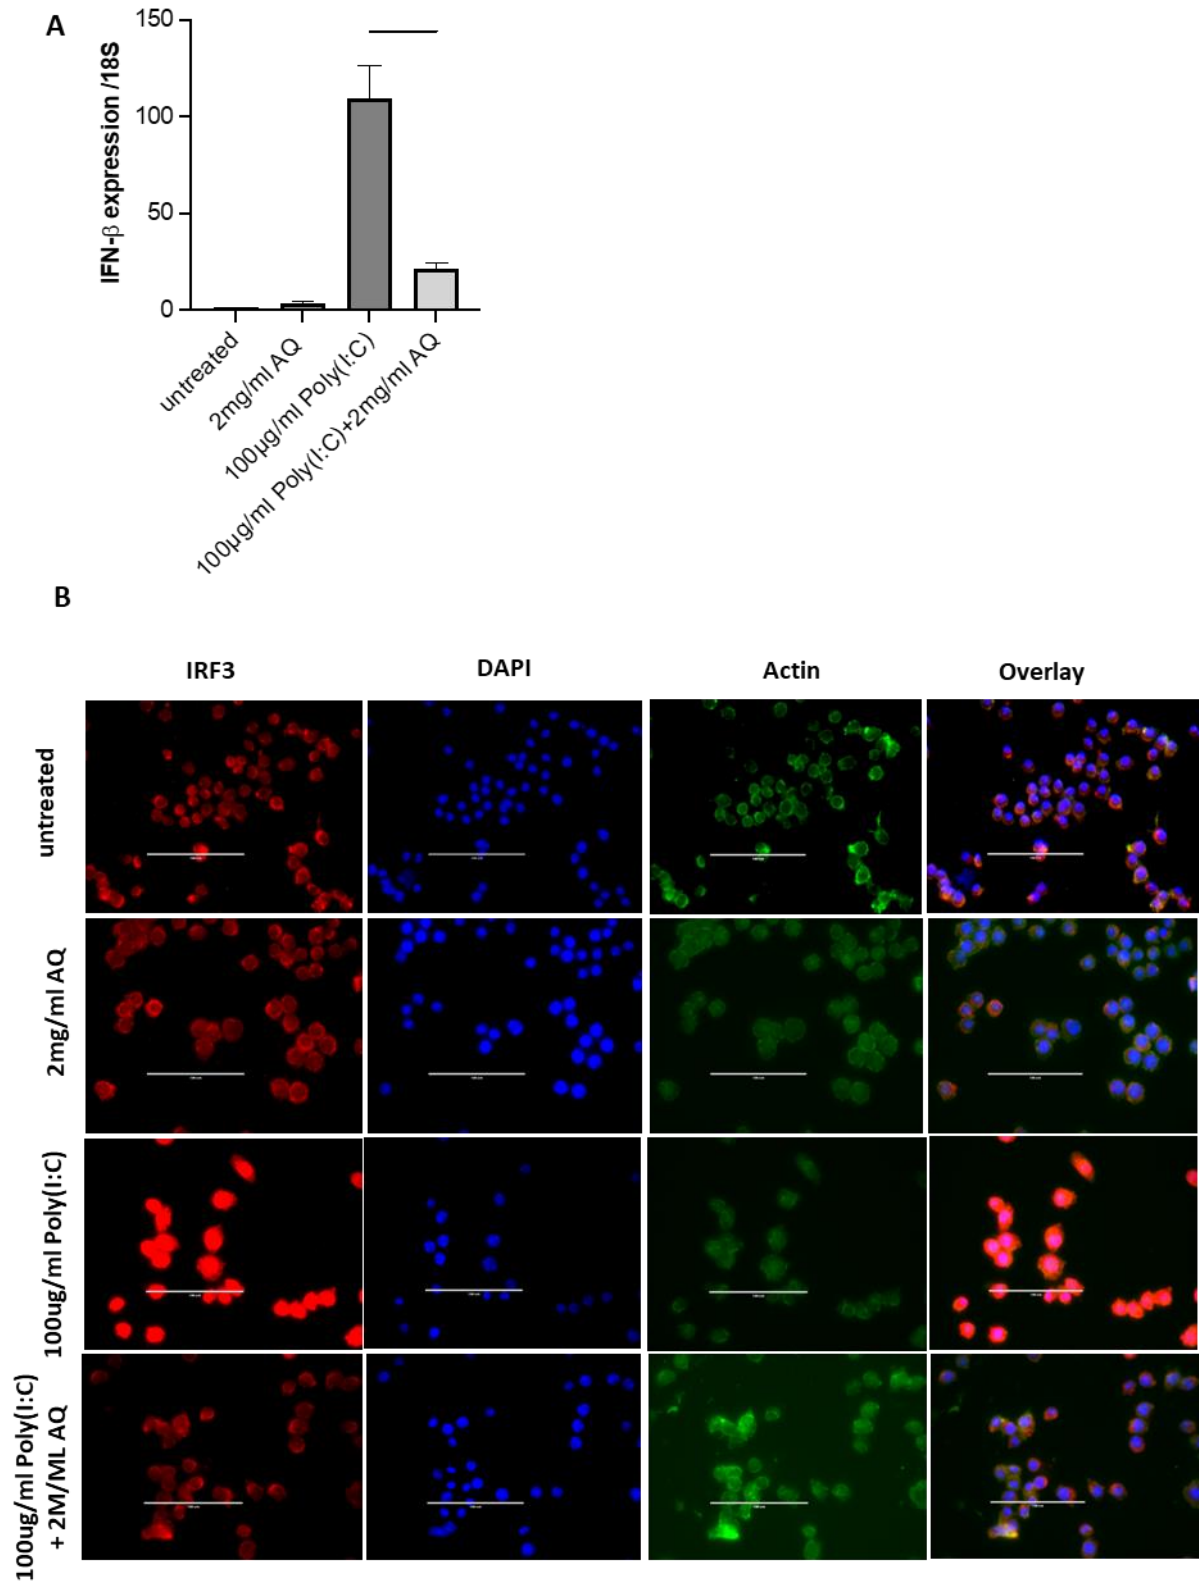 A
IFN-β expression /18S
150
100
50
0
untreated
2mg/ml AQ
100µg/ml Poly(I:C)
100µg/ml Poly(I:C)+2mg/ml AQ
B
IRF3 DAPI Actin Overlay
untreated
2mg/ml AQ
100ug/ml Poly(I:C)
100ug/ml Poly(I:C)
+ 2M/ML AQ